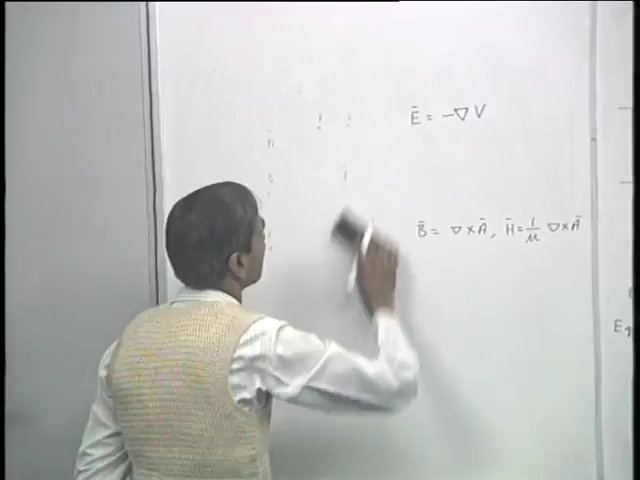 Ē = -∇V
B̄ = ∇×Ā, H̄ = 1/μ ∇×Ā